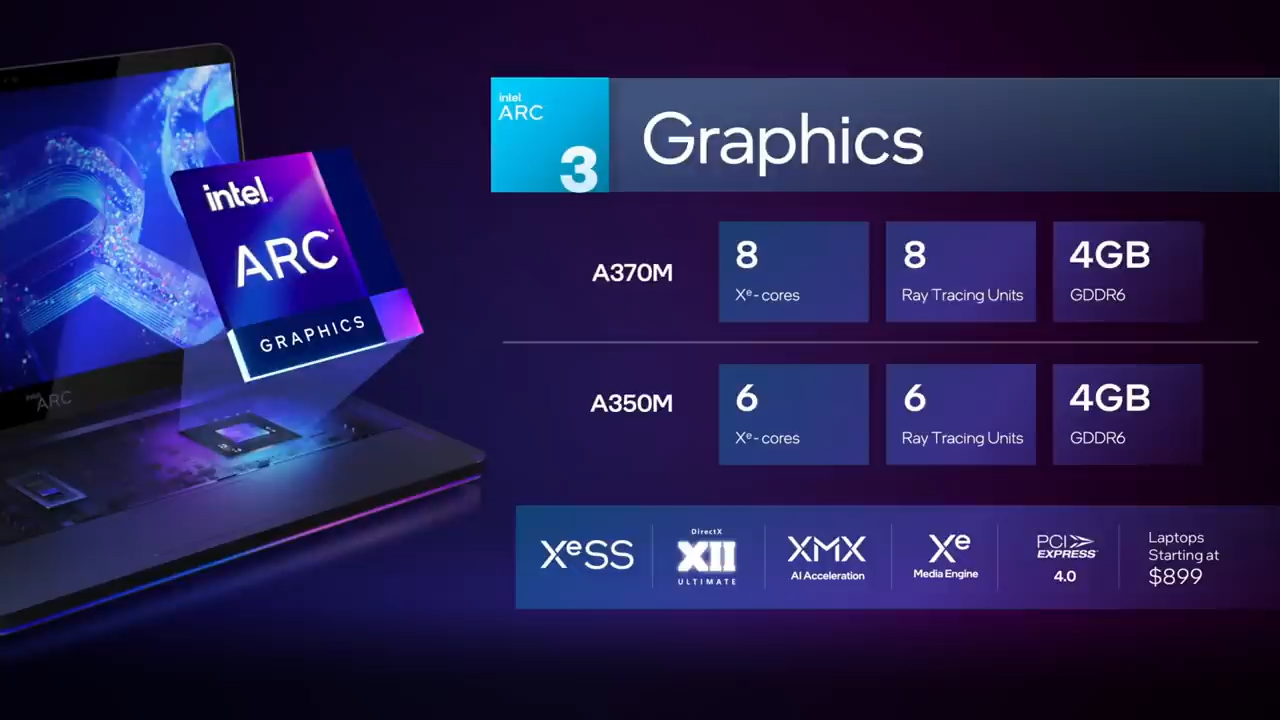 intel
ARC
3
Graphics
intel.
ARC™
GRAPHICS
intel
ARC
A370M
8
Xᵉ-cores
8
Ray Tracing Units
4GB
GDDR6
A350M
6
Xᵉ-cores
6
Ray Tracing Units
4GB
GDDR6
XᵉSS
DirectX
XII
ULTIMATE
XMX
AI Acceleration
Xᵉ
Media Engine
PCI
EXPRESS
4.0
Laptops
Starting at
$899